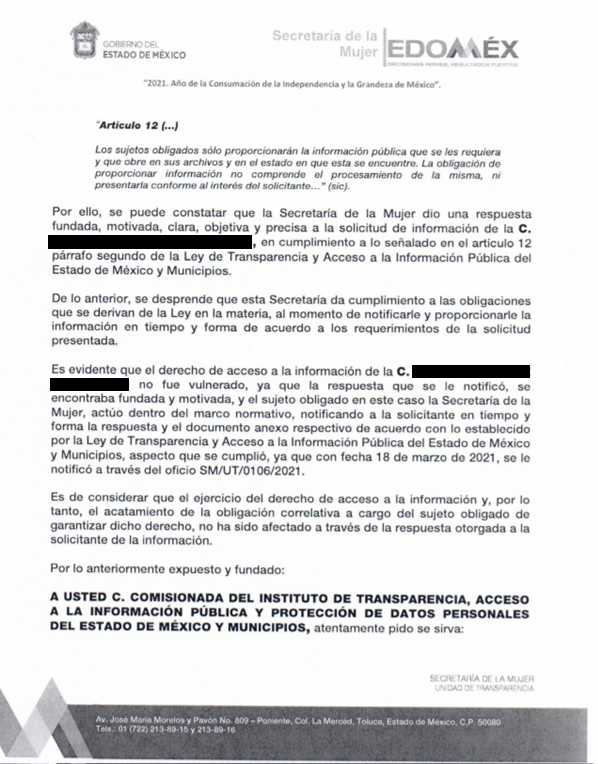 GOBIERNO DEL
ESTADO DE MÉXICO
Secretaría de la
Mujer
EDOMÉX
DECISIONES FIRMES, RESULTADOS FUERTES.
"2021. Año de la Consumación de la Independencia y la Grandeza de México".
"Artículo 12 (...)
Los sujetos obligados sólo proporcionarán la información pública que se les requiera
y que obre en sus archivos y en el estado en que esta se encuentre. La obligación de
proporcionar información no comprende el procesamiento de la misma, ni
presentarla conforme al interés del solicitante..." (sic).
Por ello, se puede constatar que la Secretaría de la Mujer dio una respuesta
fundada, motivada, clara, objetiva y precisa a la solicitud de información de la C.
, en cumplimiento a lo señalado en el artículo 12
párrafo segundo de la Ley de Transparencia y Acceso a la Información Pública del
Estado de México y Municipios.
De lo anterior, se desprende que esta Secretaría da cumplimiento a las obligaciones
que se derivan de la Ley en la materia, al momento de notificarle y proporcionarle la
información en tiempo y forma de acuerdo a los requerimientos de la solicitud
presentada.
Es evidente que el derecho de acceso a la información de la C.
no fue vulnerado, ya que la respuesta que se le notificó, se
encontraba fundada y motivada, y el sujeto obligado en este caso la Secretaría de la
Mujer, actúo dentro del marco normativo, notificando a la solicitante en tiempo y
forma la respuesta y el documento anexo respectivo de acuerdo con lo establecido
por la Ley de Transparencia y Acceso a la Información Pública del Estado de México
y Municipios, aspecto que se cumplió, ya que con fecha 18 de marzo de 2021, se le
notificó a través del oficio SM/UT/0106/2021.
Es de considerar que el ejercicio del derecho de acceso a la información y, por lo
tanto, el acatamiento de la obligación correlativa a cargo del sujeto obligado de
garantizar dicho derecho, no ha sido afectado a través de la respuesta otorgada a la
solicitante de la información.
Por lo anteriormente expuesto y fundado:
A USTED C. COMISIONADA DEL INSTITUTO DE TRANSPARENCIA, ACCESO
A LA INFORMACIÓN PÚBLICA Y PROTECCIÓN DE DATOS PERSONALES
DEL ESTADO DE MÉXICO Y MUNICIPIOS, atentamente pido se sirva:
SECRETARÍA DE LA MUJER
UNIDAD DE TRANSPARENCIA
Av. José María Morelos y Pavón No. 809 – Poniente, Col. La Merced, Toluca, Estado de México, C.P. 50080
Tels.: 01 (722) 213-89-15 y 213-89-16